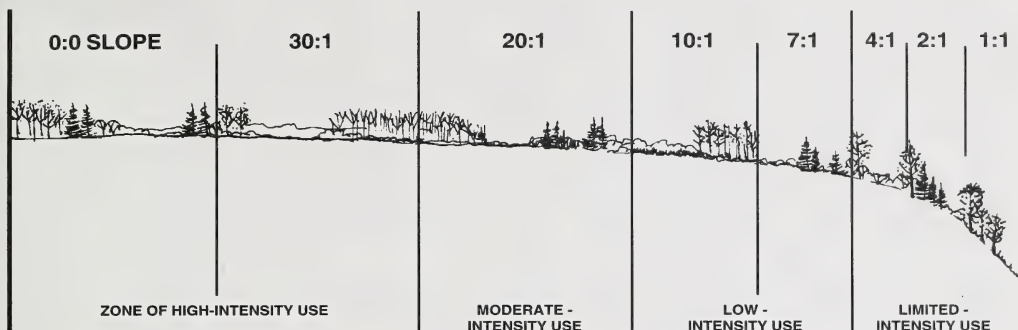 0:0 SLOPE 30:1 20:1 10:1 7:1 4:1 2:1 1:1
ZONE OF HIGH-INTENSITY USE
MODERATE -
INTENSITY USE
LOW -
INTENSITY USE
LIMITED -
INTENSITY USE